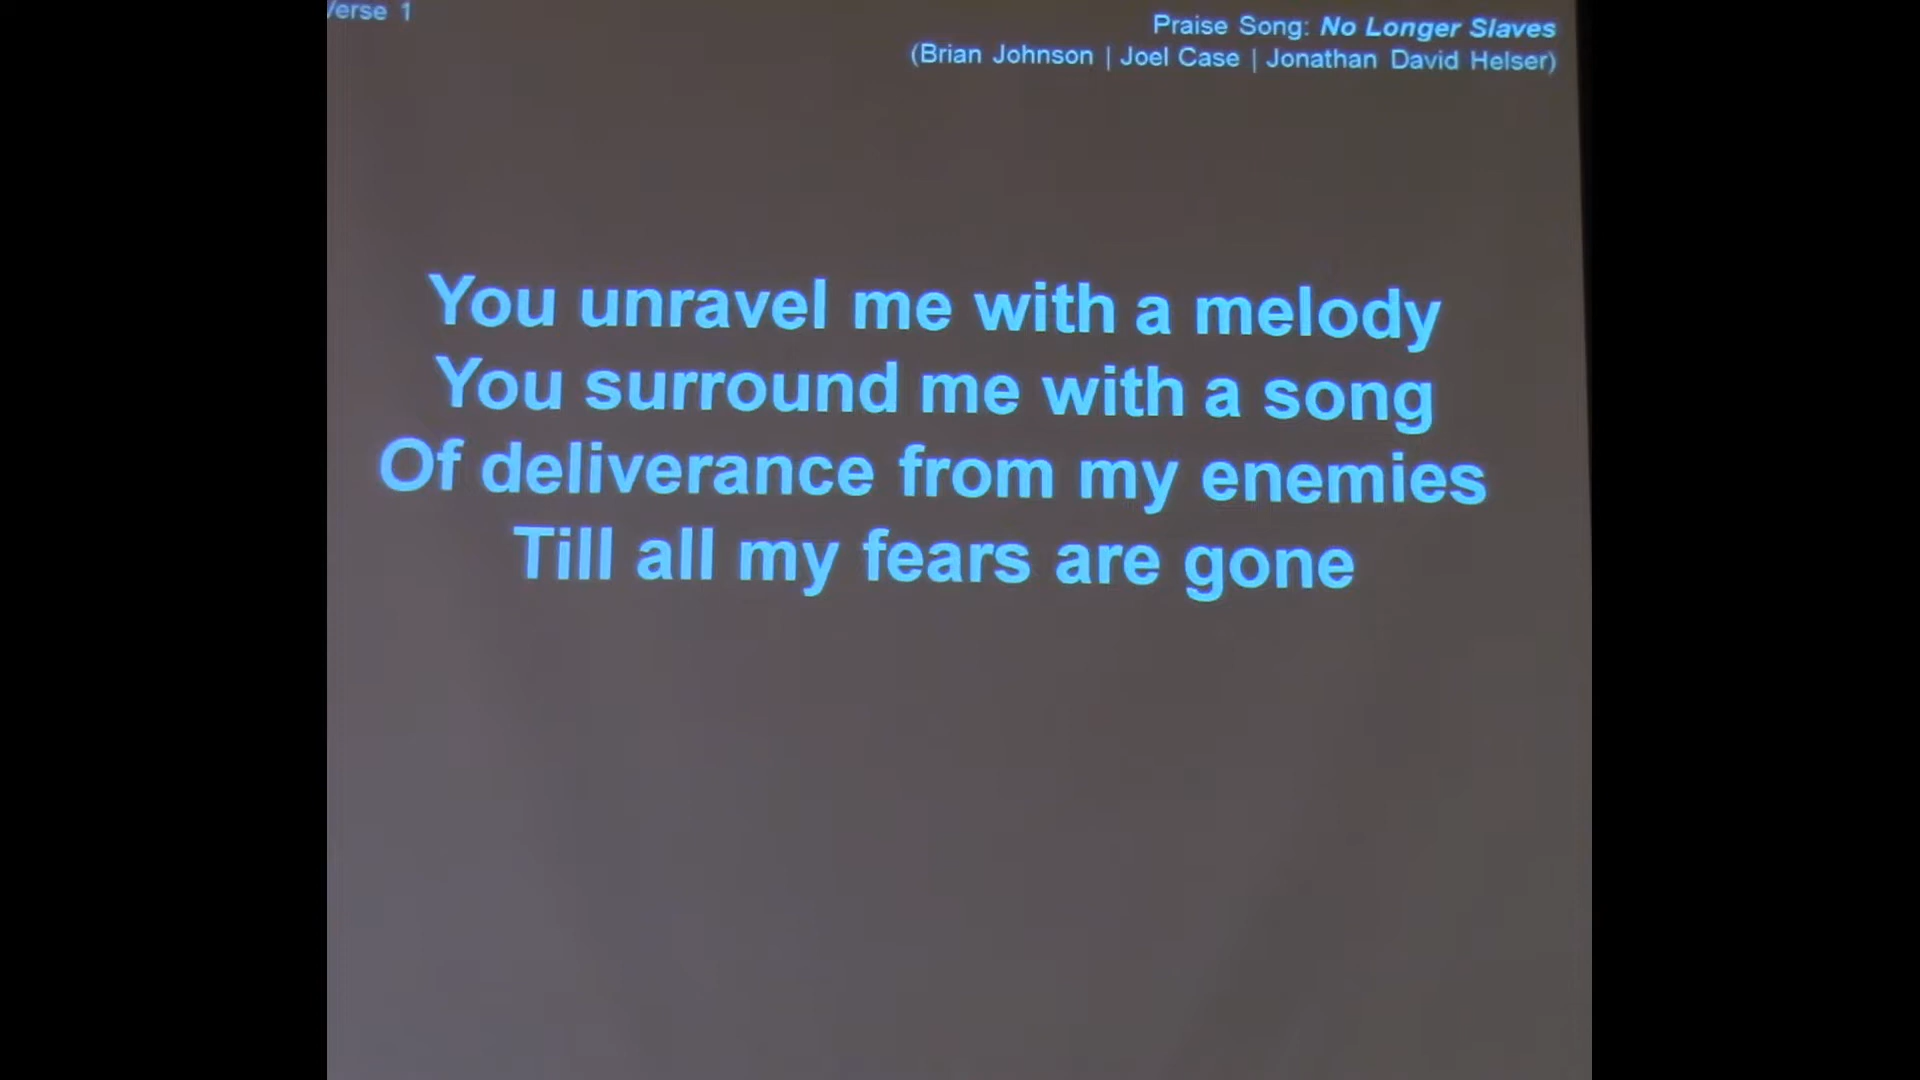 Verse 1
Praise Song: No Longer Slaves
(Brian Johnson | Joel Case | Jonathan David Helser)
You unravel me with a melody
You surround me with a song
Of deliverance from my enemies
Till all my fears are gone